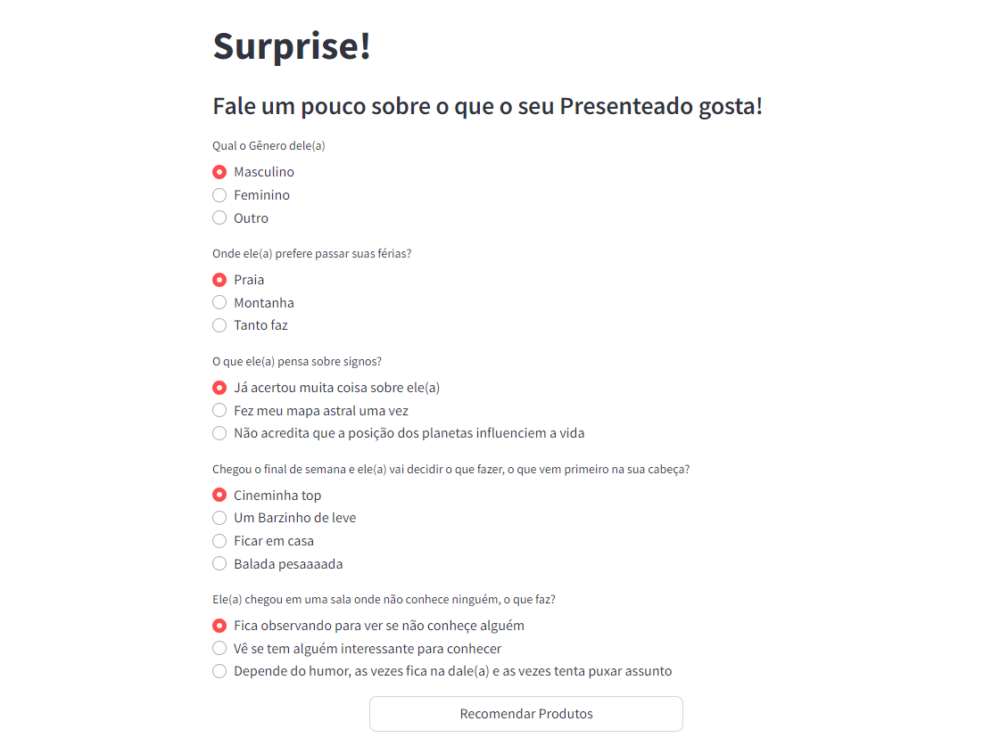 Surprise!
Fale um pouco sobre o que o seu Presenteado gosta!
Qual o Gênero dele(a)
Masculino
Feminino
Outro
Onde ele(a) prefere passar suas férias?
Praia
Montanha
Tanto faz
O que ele(a) pensa sobre signos?
Já acertou muita coisa sobre ele(a)
Fez meu mapa astral uma vez
Não acredita que a posição dos planetas influenciem a vida
Chegou o final de semana e ele(a) vai decidir o que fazer, o que vem primeiro na sua cabeça?
Cineminha top
Um Barzinho de leve
Ficar em casa
Balada pesaaaada
Ele(a) chegou em uma sala onde não conhece ninguém, o que faz?
Fica observando para ver se não conheçe alguém
Vê se tem alguém interessante para conhecer
Depende do humor, as vezes fica na dale(a) e as vezes tenta puxar assunto
Recomendar Produtos